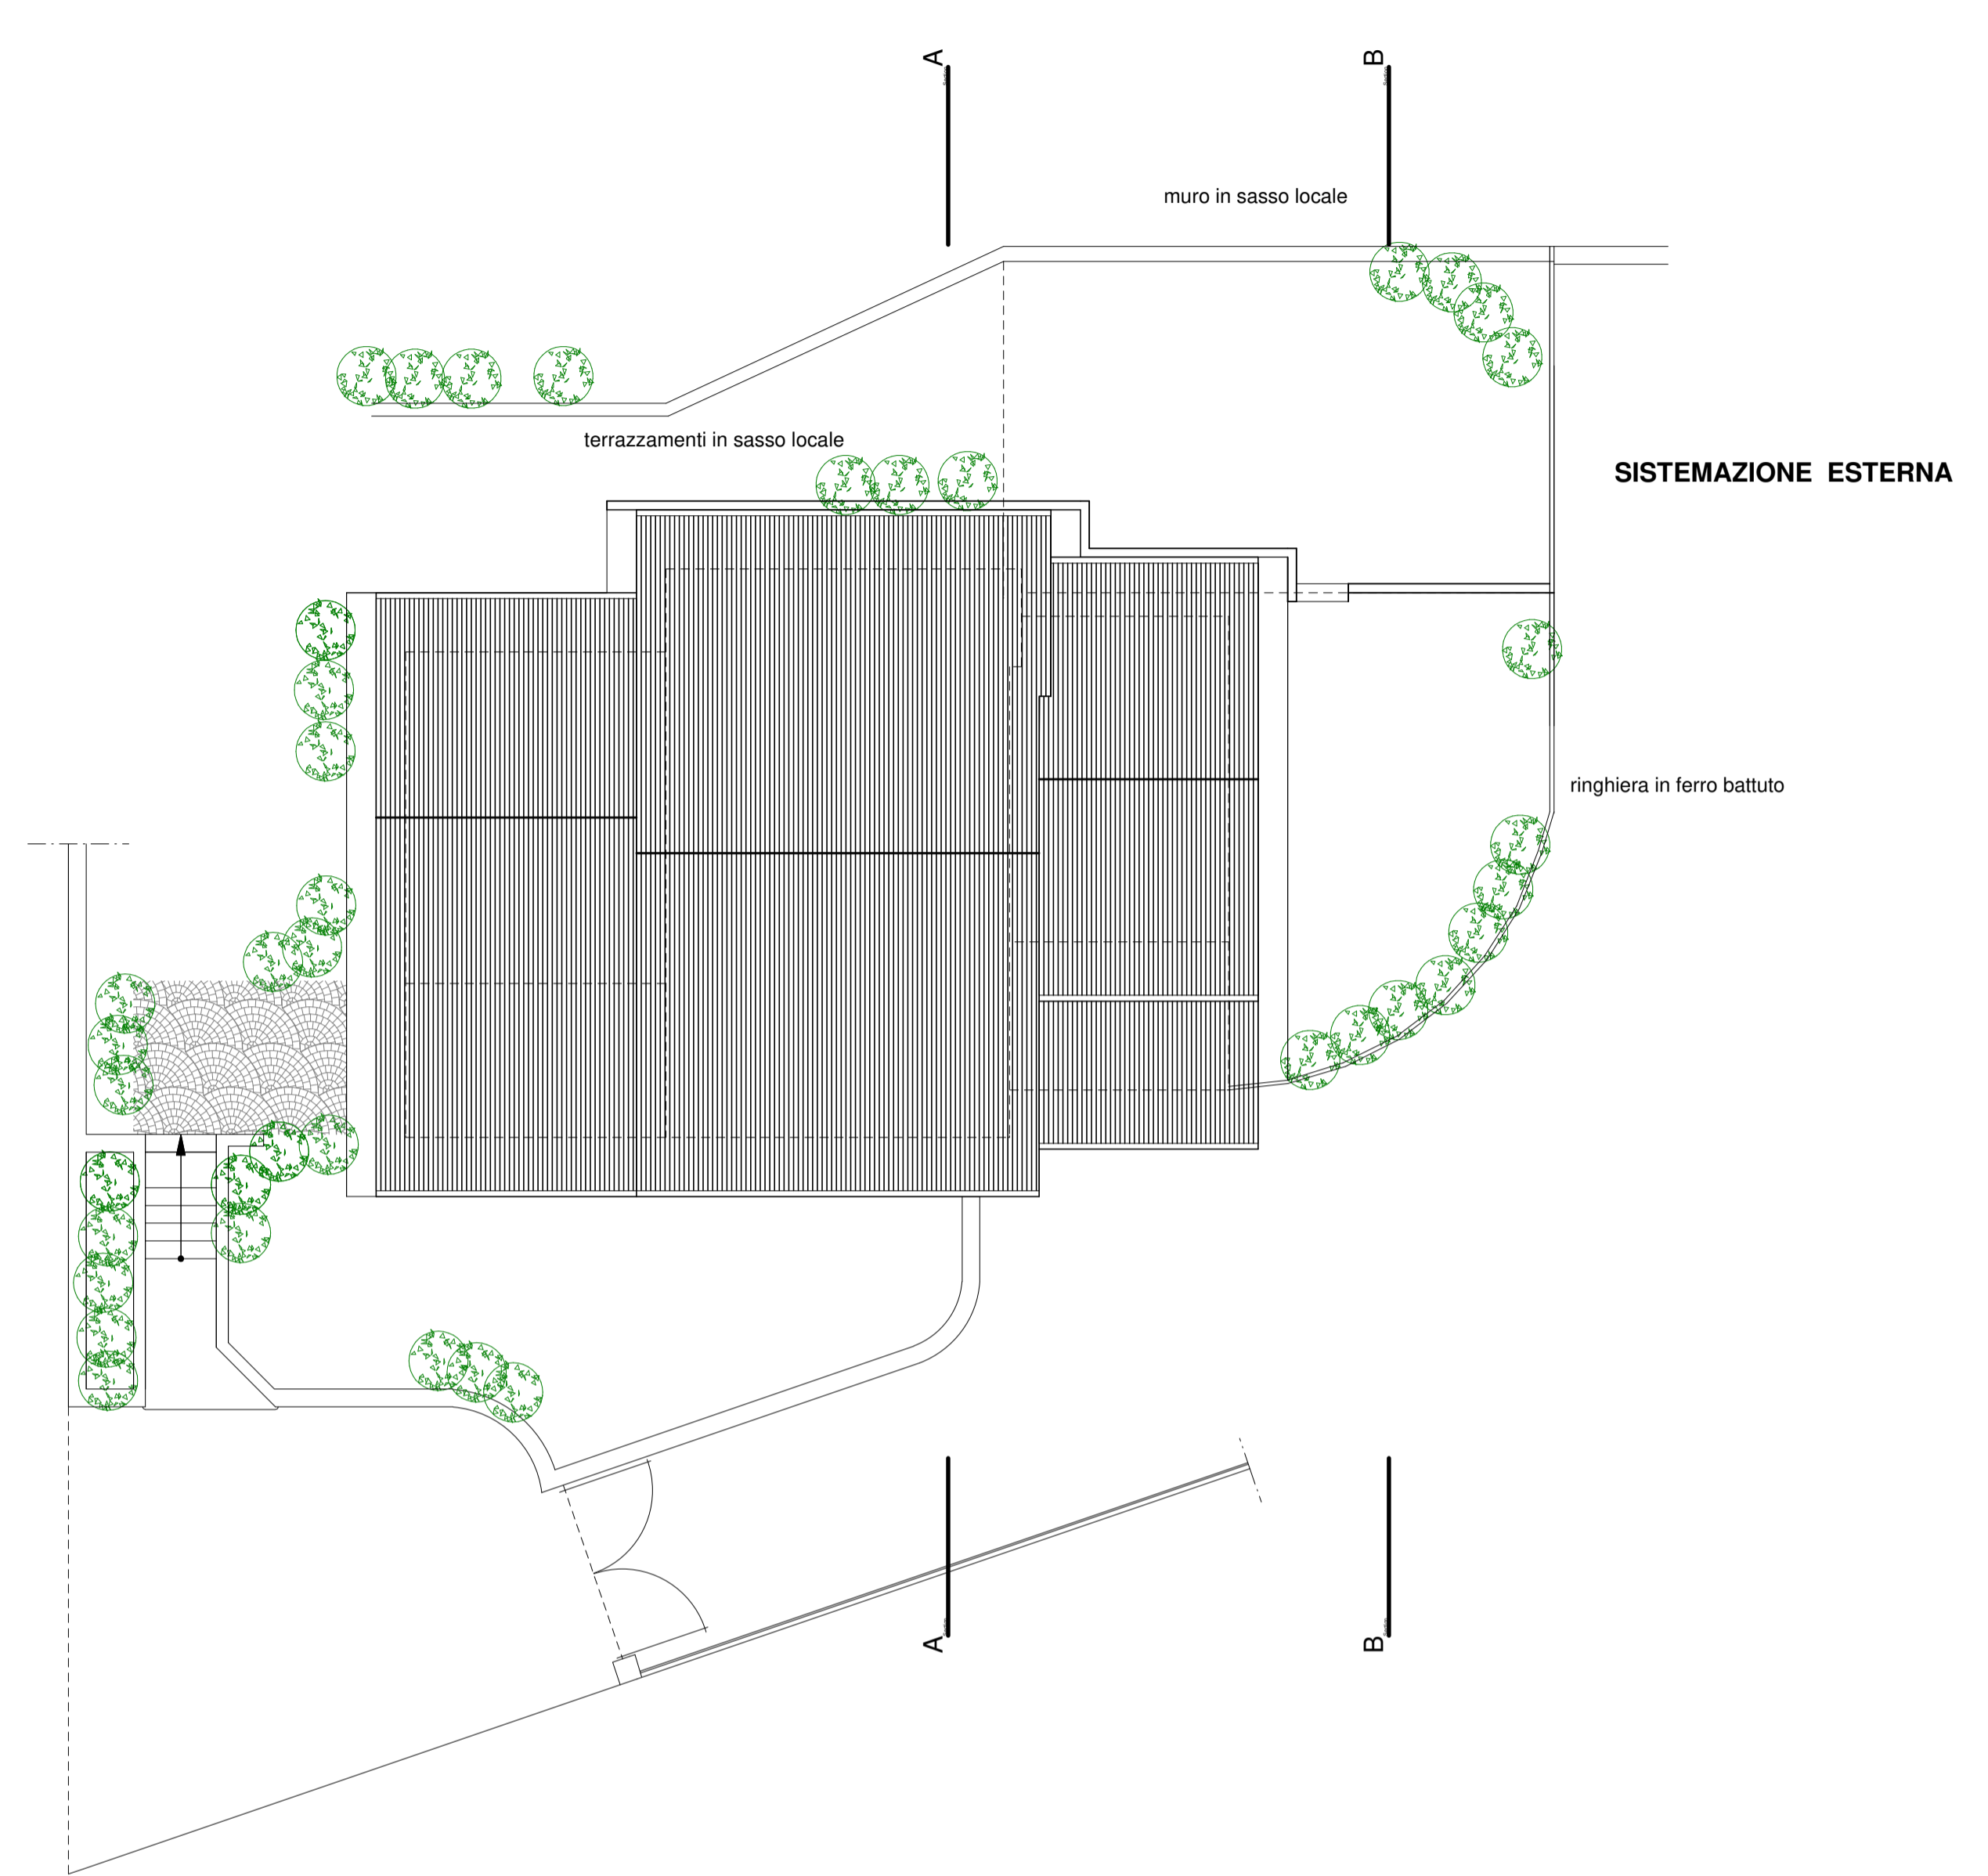 A
B
muro in sasso locale
terrazzamenti in sasso locale
SISTEMAZIONE ESTERNA
ringhiera in ferro battuto
A
B